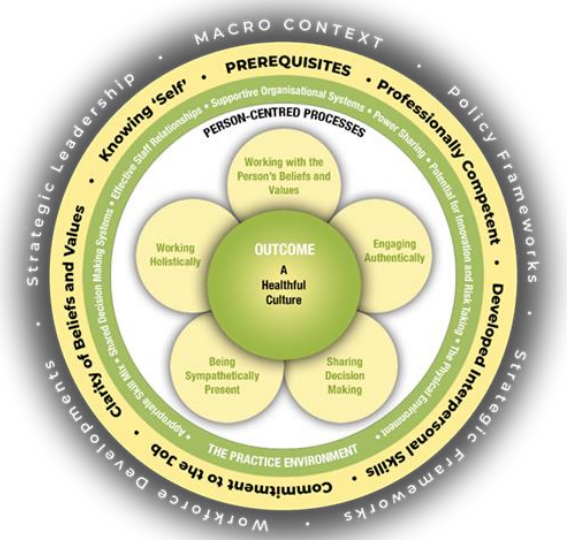 MACRO CONTEXT
Policy Frameworks
Strategic Frameworks
Workforce Developments
Strategic Leadership
PREREQUISITES
Professionally Competent
Developed Interpersonal Skills
Commitment to the Job
Clarity of Beliefs and Values
Knowing ‘Self’
THE PRACTICE ENVIRONMENT
Appropriate Skill Mix • Shared Decision Making Systems • Effective Staff Relationships • Supportive Organisational Systems • Power Sharing • Potential for Innovation and Risk Taking • The Physical Environment
PERSON-CENTRED PROCESSES
Working with the
Person's Beliefs and
Values
Engaging
Authentically
Sharing
Decision
Making
Being
Sympathetically
Present
Working
Holistically
OUTCOME
A
Healthful
Culture